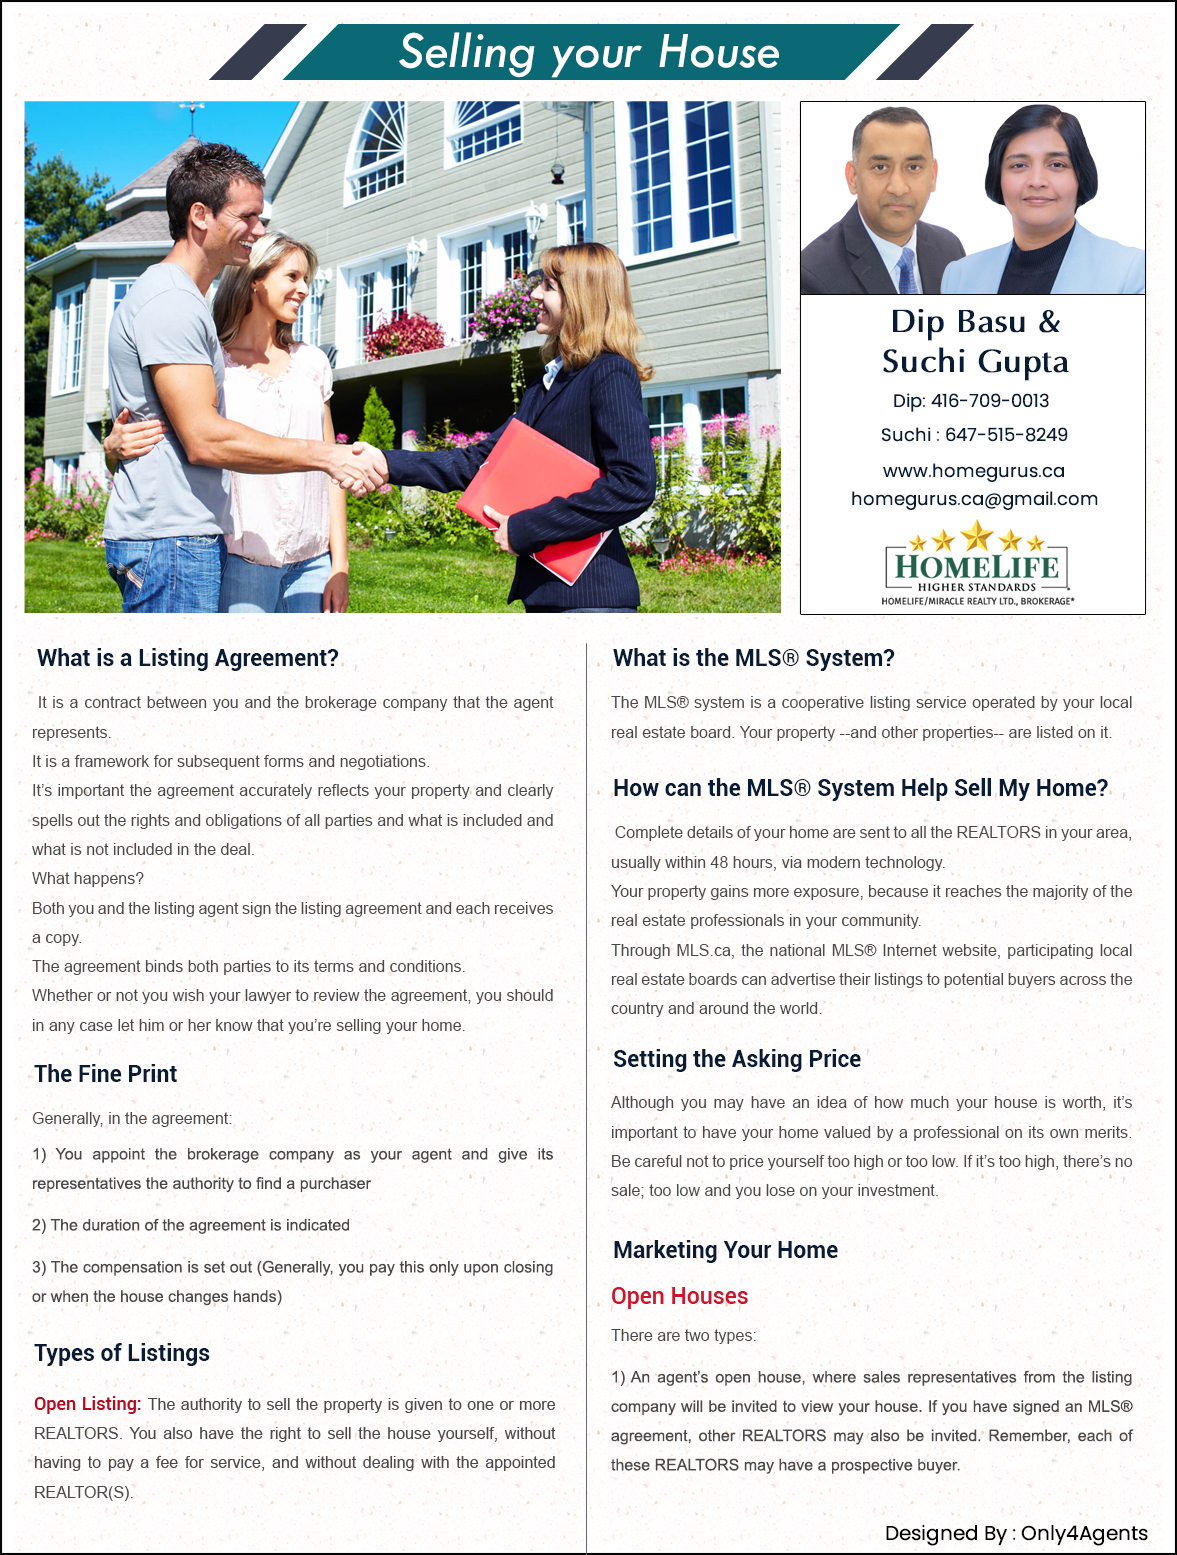 Selling your House
Dip Basu &
Suchi Gupta
Dip: 416-709-0013
Suchi : 647-515-8249
www.homegurus.ca
homegurus.ca@gmail.com
HOMELIFE
HIGHER STANDARDS
HOMELIFE/MIRACLE REALTY LTD., BROKERAGE*
What is a Listing Agreement?
It is a contract between you and the brokerage company that the agent
represents.
It is a framework for subsequent forms and negotiations.
It’s important the agreement accurately reflects your property and clearly
spells out the rights and obligations of all parties and what is included and
what is not included in the deal.
What happens?
Both you and the listing agent sign the listing agreement and each receives
a copy.
The agreement binds both parties to its terms and conditions.
Whether or not you wish your lawyer to review the agreement, you should
in any case let him or her know that you’re selling your home.
The Fine Print
Generally, in the agreement:
1) You appoint the brokerage company as your agent and give its
representatives the authority to find a purchaser
2) The duration of the agreement is indicated
3) The compensation is set out (Generally, you pay this only upon closing
or when the house changes hands)
Types of Listings
Open Listing: The authority to sell the property is given to one or more
REALTORS. You also have the right to sell the house yourself, without
having to pay a fee for service, and without dealing with the appointed
REALTOR(S).
What is the MLS® System?
The MLS® system is a cooperative listing service operated by your local
real estate board. Your property --and other properties-- are listed on it.
How can the MLS® System Help Sell My Home?
Complete details of your home are sent to all the REALTORS in your area,
usually within 48 hours, via modern technology.
Your property gains more exposure, because it reaches the majority of the
real estate professionals in your community.
Through MLS.ca, the national MLS® Internet website, participating local
real estate boards can advertise their listings to potential buyers across the
country and around the world.
Setting the Asking Price
Although you may have an idea of how much your house is worth, it’s
important to have your home valued by a professional on its own merits.
Be careful not to price yourself too high or too low. If it’s too high, there’s no
sale; too low and you lose on your investment.
Marketing Your Home
Open Houses
There are two types:
1) An agent’s open house, where sales representatives from the listing
company will be invited to view your house. If you have signed an MLS®
agreement, other REALTORS may also be invited. Remember, each of
these REALTORS may have a prospective buyer.
Designed By : Only4Agents